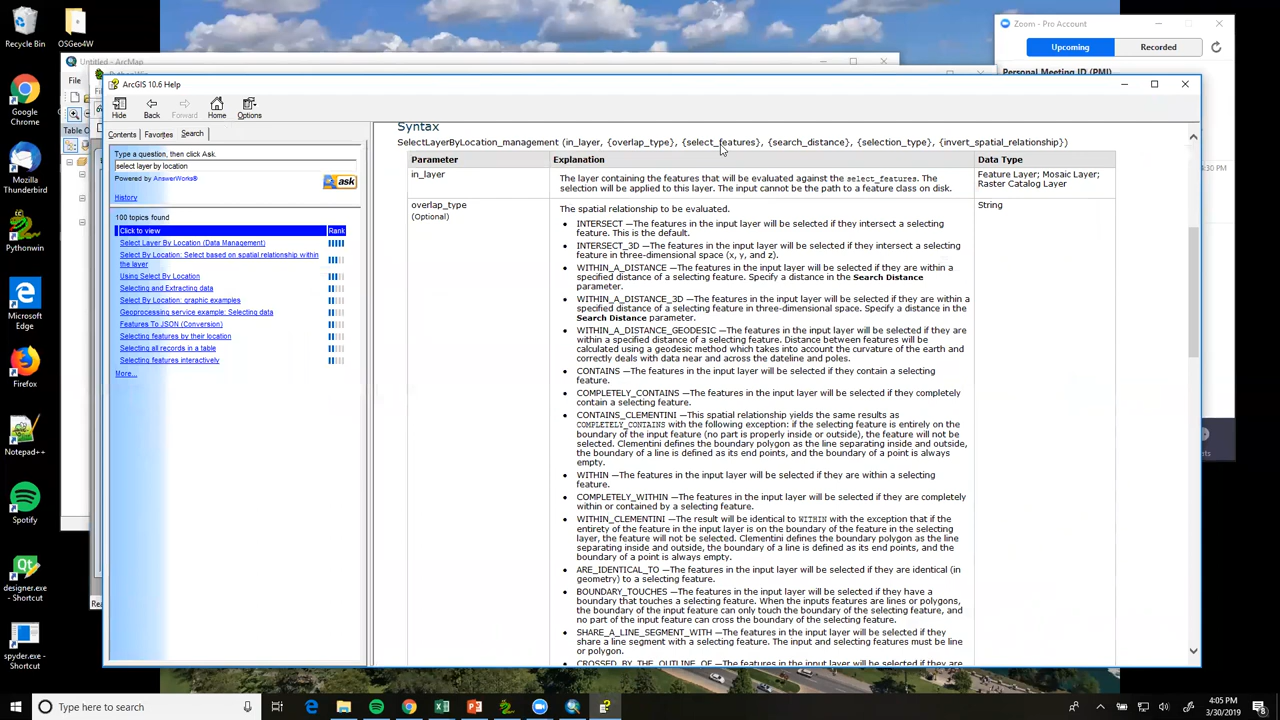 Recycle Bin
OSGeo4W
Google
Chrome
Mozilla
Thunderbird
Pythonwin
Microsoft
Edge
Firefox
Notepad++
Spotify
designer.exe -
Shortcut
spyder.exe -
Shortcut
Untitled - ArcMap
File
Table O
Zoom - Pro Account
Upcoming
Recorded
Personal Meeting ID (PMI)
ArcGIS 10.6 Help
Hide
Back
Forward
Home
Options
Contents
Favorites
Search
Type a question, then click Ask.
select layer by location
Powered by AnswerWorks®
ask
History
100 topics found
Click to view
Rank
Select Layer By Location (Data Management)
Select By Location: Select based on spatial relationship within
the layer
Using Select By Location
Selecting and Extracting data
Select By Location: graphic examples
Geoprocessing service example: Selecting data
Features To JSON (Conversion)
Selecting features by their location
Selecting all records in a table
Selecting features interactively
More...
Syntax
SelectLayerByLocation_management (in_layer, {overlap_type}, {select_features}, {search_distance}, {selection_type}, {invert_spatial_relationship})
Parameter
Explanation
Data Type
in_layer
The layer containing the features that will be evaluated against the select_features. The
selection will be applied to this layer. The input cannot be the path to a feature class on disk.
Feature Layer; Mosaic Layer;
Raster Catalog Layer
overlap_type
(Optional)
The spatial relationship to be evaluated.
String
• INTERSECT —The features in the input layer will be selected if they intersect a selecting
feature. This is the default.
• INTERSECT_3D —The features in the input layer will be selected if they intersect a selecting
feature in three-dimensional space (x, y, and z).
• WITHIN_A_DISTANCE —The features in the input layer will be selected if they are within a
specified distance of a selecting feature. Specify a distance in the Search Distance
parameter.
• WITHIN_A_DISTANCE_3D —The features in the input layer will be selected if they are within a
specified distance of a selecting feature in three-dimensional space. Specify a distance in the
Search Distance parameter.
• WITHIN_A_DISTANCE_GEODESIC —The features in the input layer will be selected if they are
within a specified distance of a selecting feature. Distance between features will be
calculated using a geodesic method which takes into account the curvature of the earth and
correctly deals with data near and across the dateline and poles.
• CONTAINS —The features in the input layer will be selected if they contain a selecting
feature.
• COMPLETELY_CONTAINS —The features in the input layer will be selected if they completely
contain a selecting feature.
• CONTAINS_CLEMENTINI —This spatial relationship yields the same results as
COMPLETELY_CONTAINS with the following exception: if the selecting feature is entirely on the
boundary of the input feature (no part is properly inside or outside), the feature will not be
selected. Clementini defines the boundary polygon as the line separating inside and outside,
the boundary of a line is defined as its end points, and the boundary of a point is always
empty.
• WITHIN —The features in the input layer will be selected if they are within a selecting
feature.
• COMPLETELY_WITHIN —The features in the input layer will be selected if they are completely
within or contained by a selecting feature.
• WITHIN_CLEMENTINI —The result will be identical to WITHIN with the exception that if the
entirety of the feature in the input layer is on the boundary of the feature in the selecting
layer, the feature will not be selected. Clementini defines the boundary polygon as the line
separating inside and outside, the boundary of a line is defined as its end points, and the
boundary of a point is always empty.
• ARE_IDENTICAL_TO —The features in the input layer will be selected if they are identical (in
geometry) to a selecting feature.
• BOUNDARY_TOUCHES —The features in the input layer will be selected if they have a
boundary that touches a selecting feature. When the inputs features are lines or polygons,
the boundary of the input feature can only touch the boundary of the selecting feature, and
no part of the input feature can cross the boundary of the selecting feature.
• SHARE_A_LINE_SEGMENT_WITH —The features in the input layer will be selected if they
share a line segment with a selecting feature. The input and selecting features must be line
or polygon.
• CROSSED_BY_THE_OUTLINE_OF —The features in the input layer will be selected if they are
:30 PM
Type here to search
4:05 PM
3/30/2019